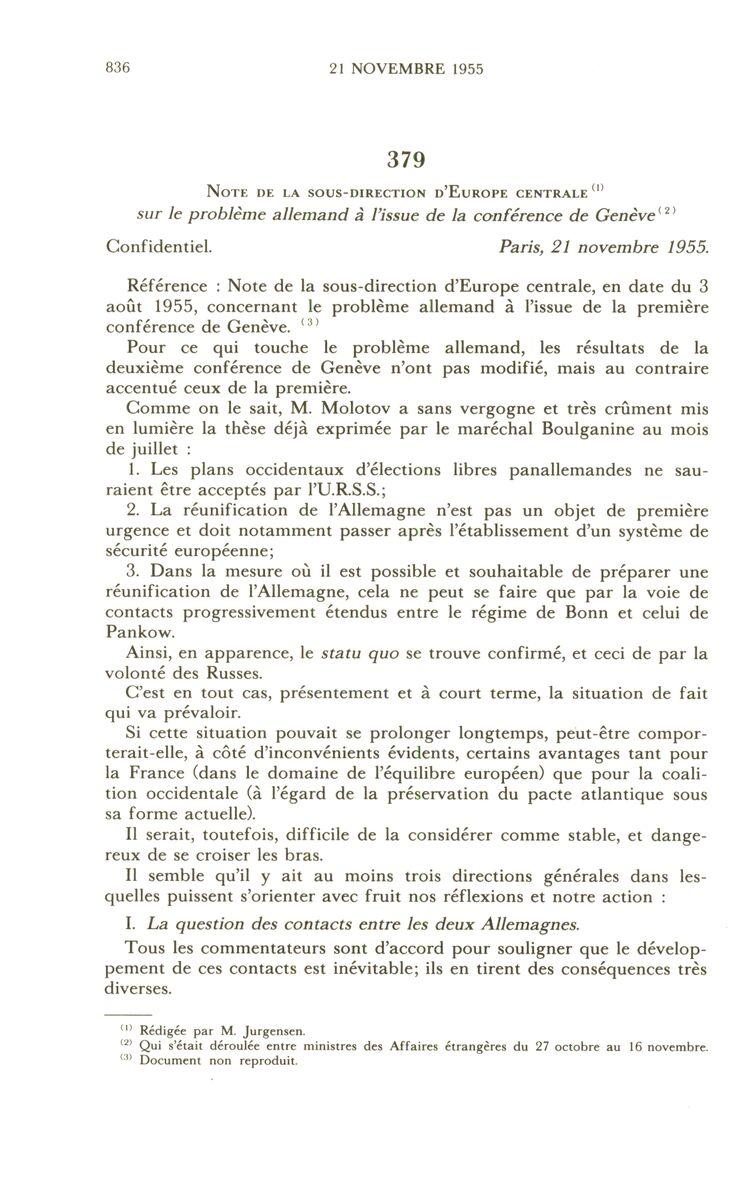 836
21 NOVEMBRE 1955
379
NOTE DE LA SOUS-DIRECTION D'EUROPE CENTRALE (1)
sur le problème allemand à l'issue de la conférence de Genève (2)
Confidentiel.
Paris, 21 novembre 1955.
Référence : Note de la sous-direction d'Europe centrale, en date du 3
août 1955, concernant le problème allemand à l'issue de la première
conférence de Genève. (3)
Pour ce qui touche le problème allemand, les résultats de la
deuxième conférence de Genève n'ont pas modifié, mais au contraire
accentué ceux de la première.
Comme on le sait, M. Molotov a sans vergogne et très crûment mis
en lumière la thèse déjà exprimée par le maréchal Boulganine au mois
de juillet :
1. Les plans occidentaux d'élections libres panallemandes ne sau-
raient être acceptés par l'U.R.S.S.;
2. La réunification de l'Allemagne n'est pas un objet de première
urgence et doit notamment passer après l'établissement d'un système de
sécurité européenne;
3. Dans la mesure où il est possible et souhaitable de préparer une
réunification de l'Allemagne, cela ne peut se faire que par la voie de
contacts progressivement étendus entre le régime de Bonn et celui de
Pankow.
Ainsi, en apparence, le statu quo se trouve confirmé, et ceci de par la
volonté des Russes.
C'est en tout cas, présentement et à court terme, la situation de fait
qui va prévaloir.
Si cette situation pouvait se prolonger longtemps, peut-être compor-
terait-elle, à côté d'inconvénients évidents, certains avantages tant pour
la France (dans le domaine de l'équilibre européen) que pour la coali-
tion occidentale (à l'égard de la préservation du pacte atlantique sous
sa forme actuelle).
Il serait, toutefois, difficile de la considérer comme stable, et dange-
reux de se croiser les bras.
Il semble qu'il y ait au moins trois directions générales dans les-
quelles puissent s'orienter avec fruit nos réflexions et notre action :
I. La question des contacts entre les deux Allemagnes.
Tous les commentateurs sont d'accord pour souligner que le dévelop-
pement de ces contacts est inévitable; ils en tirent des conséquences très
diverses.
(1) Rédigée par M. Jurgensen.
(2) Qui s'était déroulée entre ministres des Affaires étrangères du 27 octobre au 16 novembre.
(3) Document non reproduit.